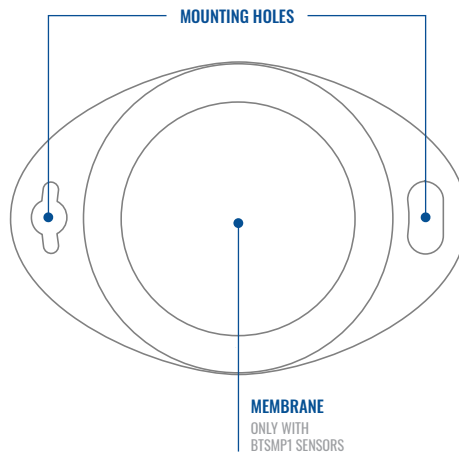 MOUNTING HOLES
MEMBRANE
ONLY WITH
BTSMP1 SENSORS